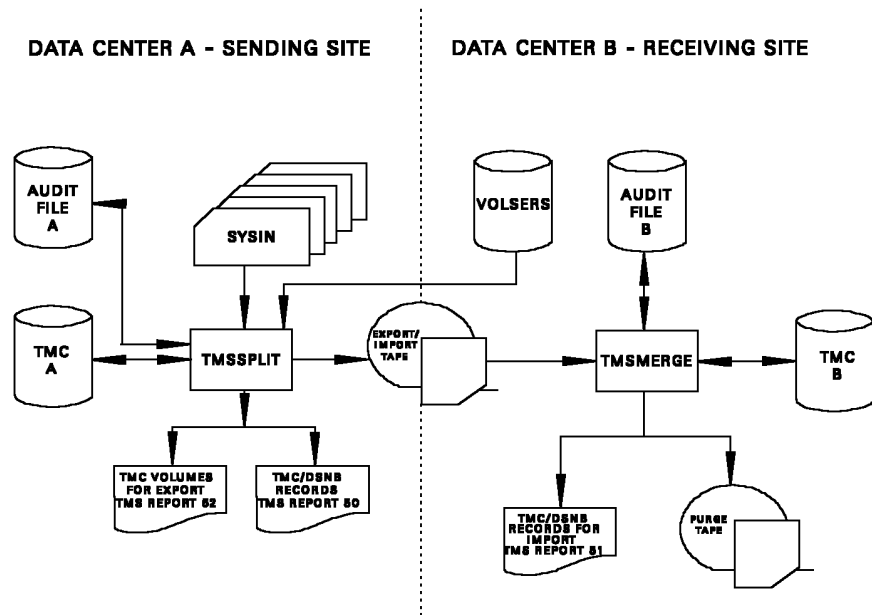 DATA CENTER A - SENDING SITE
DATA CENTER B - RECEIVING SITE
AUDIT
FILE
A
SYSIN
VOLSERS
AUDIT
FILE
B
TMC
A
TMSSPLIT
EXPORT/
IMPORT
TAPE
TMSMERGE
TMC
B
TMC VOLUMES
FOR EXPORT
TMS REPORT 52
TMC/DSNB
RECORDS
TMS REPORT 50
TMC/DSNB
RECORDS FOR
IMPORT
TMS REPORT 51
PURGE
TAPE